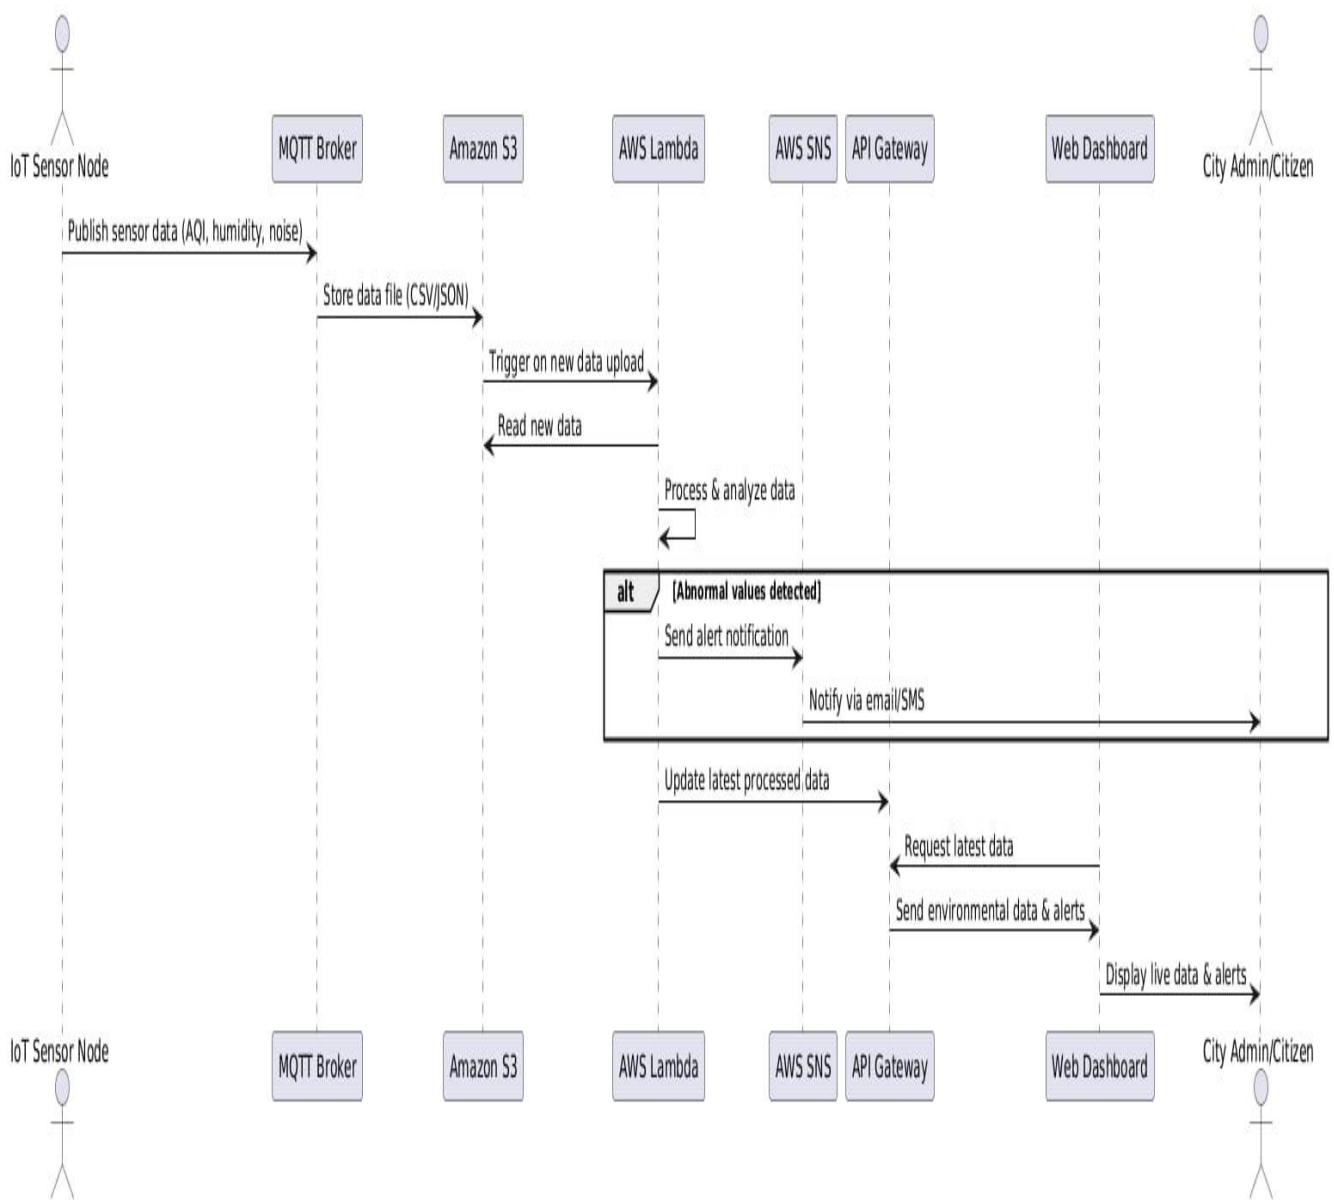 IoT Sensor Node
MQTT Broker
Amazon S3
AWS Lambda
AWS SNS
API Gateway
Web Dashboard
City Admin/Citizen
Publish sensor data (AQI, humidity, noise)
Store data file (CSV/JSON)
Trigger on new data upload
Read new data
Process & analyze data
alt [Abnormal values detected]
Send alert notification
Notify via email/SMS
Update latest processed data
Request latest data
Send environmental data & alerts
Display live data & alerts
IoT Sensor Node
MQTT Broker
Amazon S3
AWS Lambda
AWS SNS
API Gateway
Web Dashboard
City Admin/Citizen